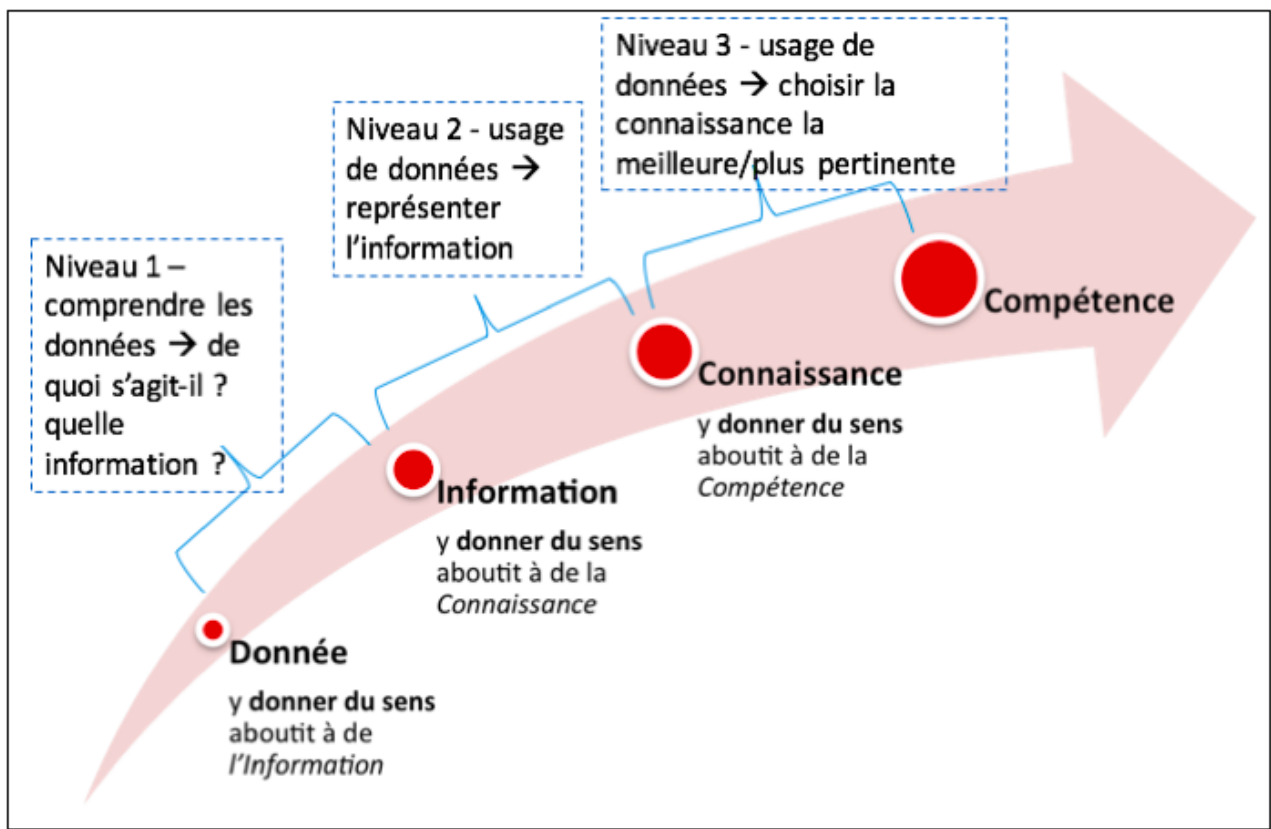 Niveau 3 - usage de
données → choisir la
connaissance la
meilleure/plus pertinente
Niveau 2 - usage
de données →
représenter
l'information
Niveau 1 –
comprendre les
données → de
quoi s'agit-il ?
quelle
information ?
Compétence
Connaissance
y donner du sens
aboutit à de la
Compétence
Information
y donner du sens
aboutit à de la
Connaissance
Donnée
y donner du sens
aboutit à de
l'Information